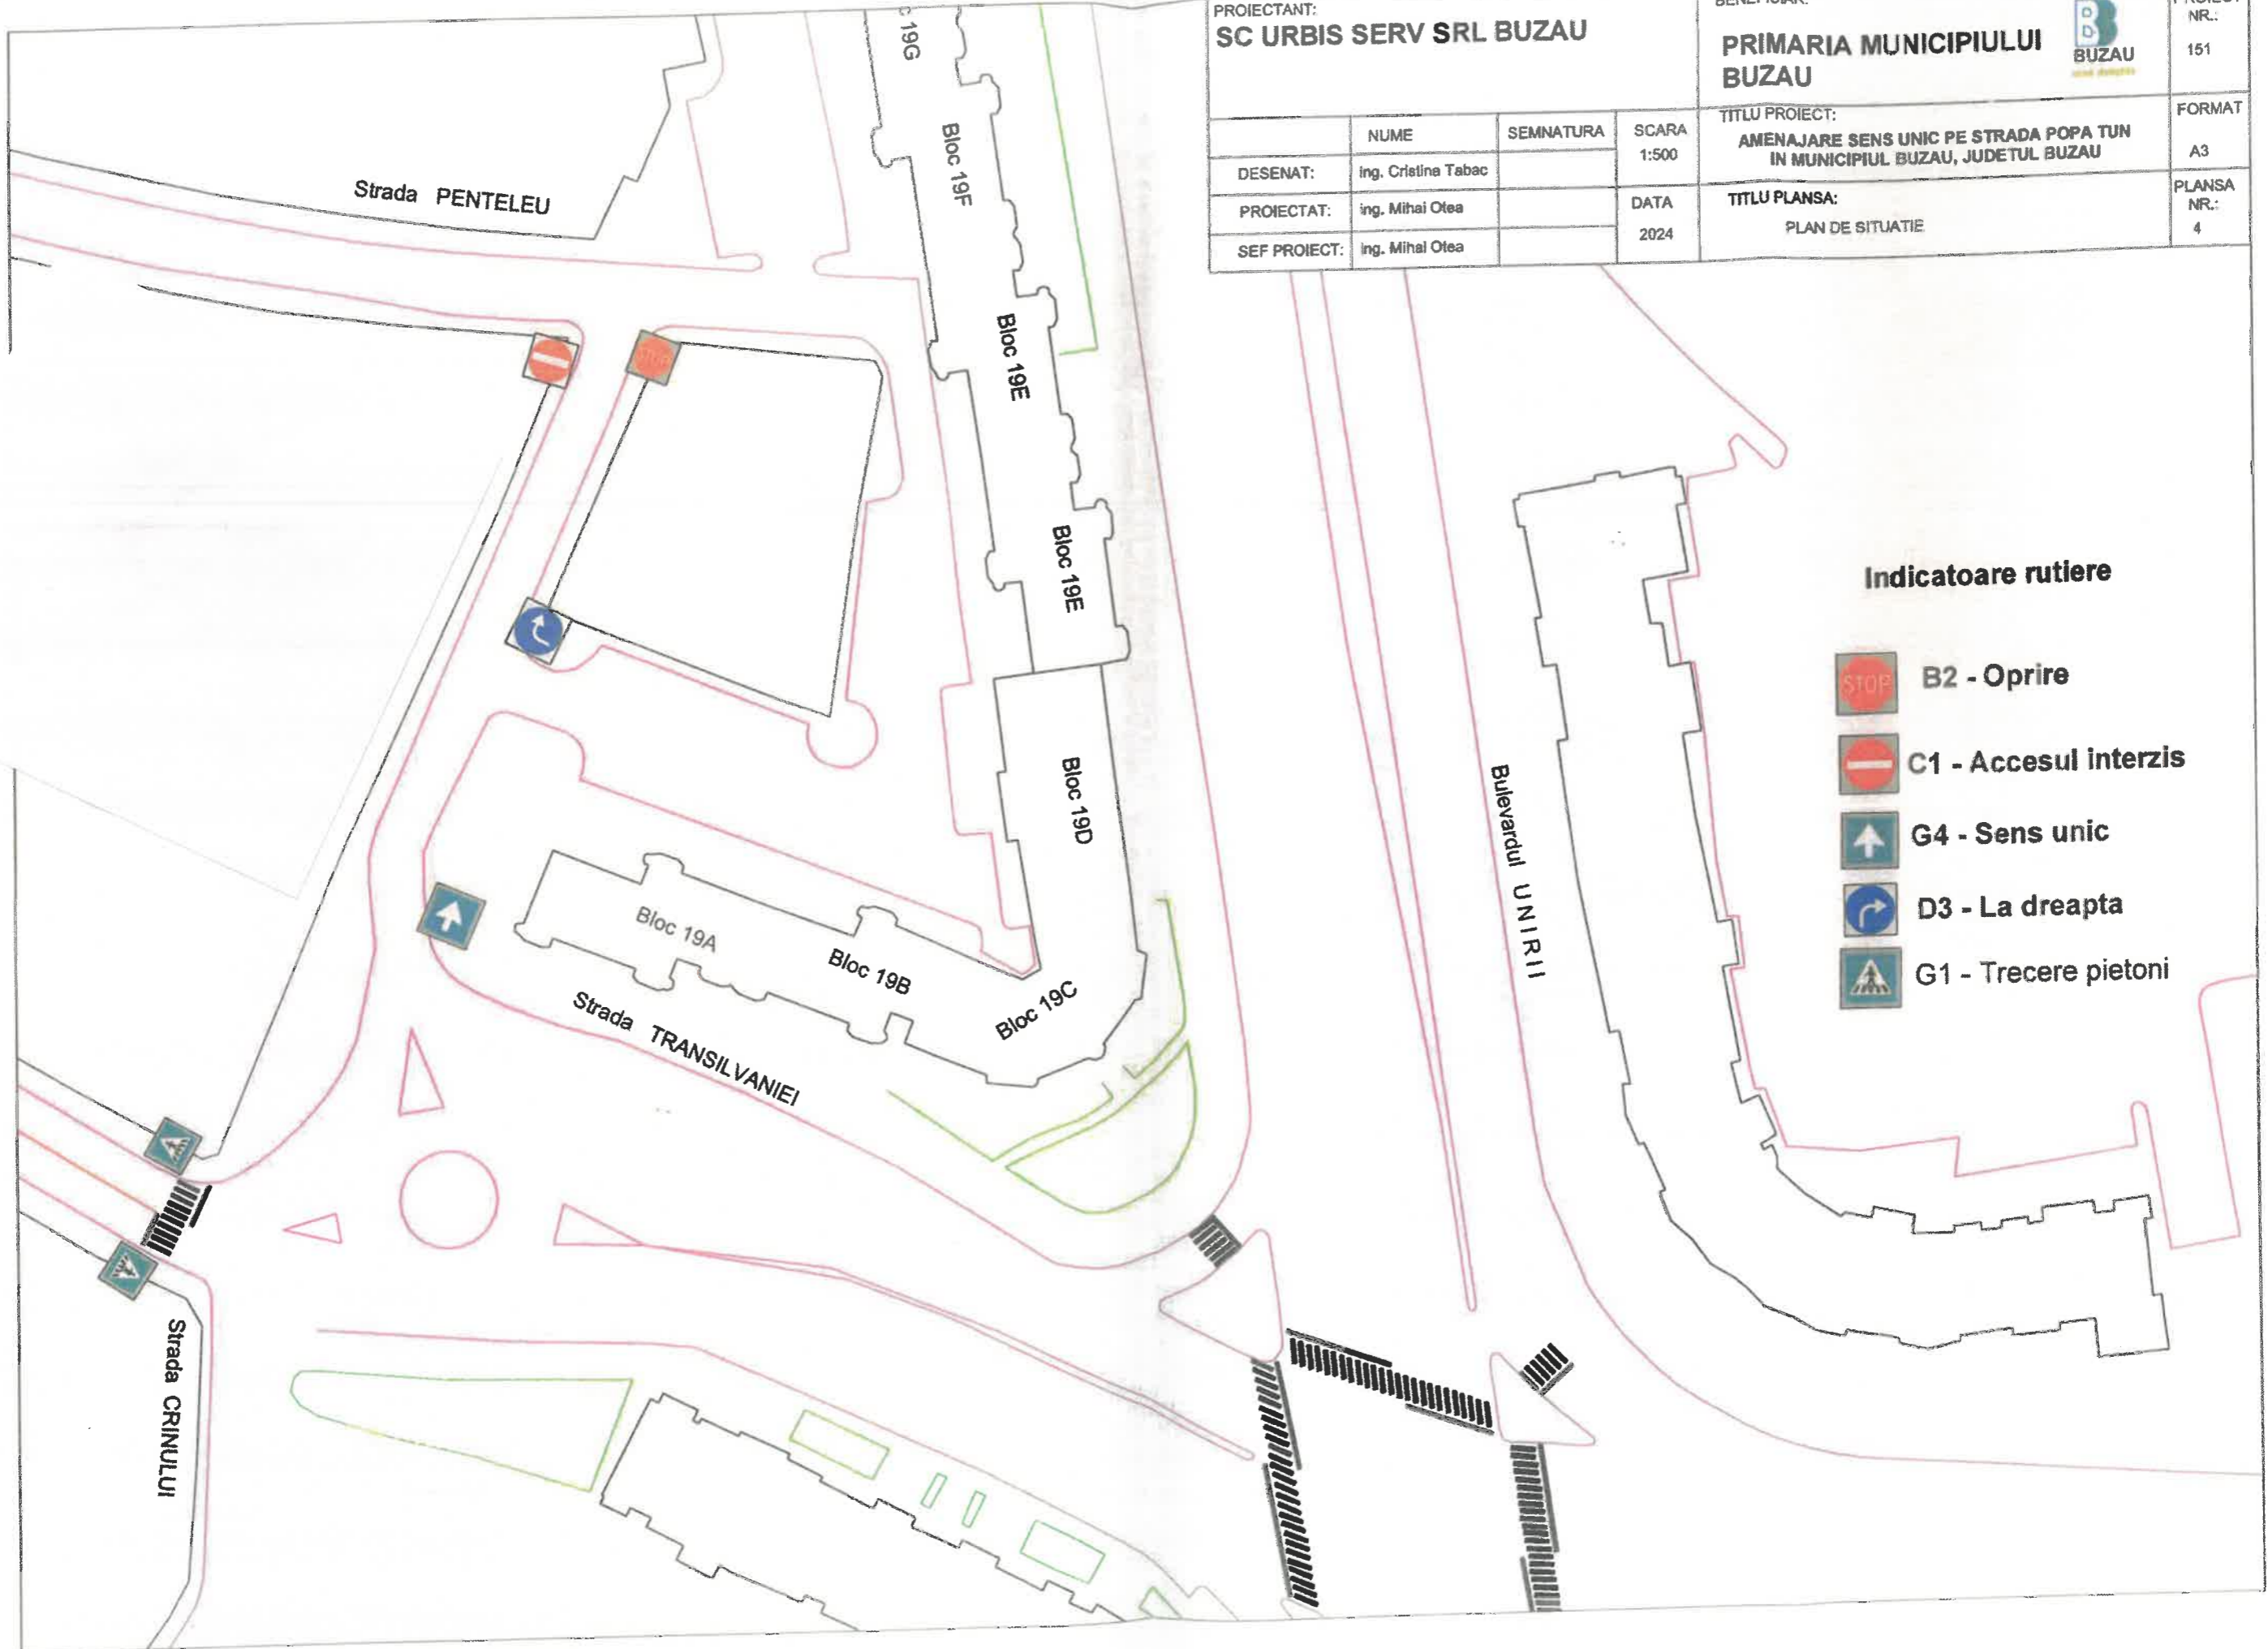 PROIECTANT:
SC URBIS SERV SRL BUZAU
PRIMARIA MUNICIPIULUI
BUZAU
BUZAU
NR.:
151
NUME
SEMNATURA
SCARA
1:500
DESENAT:
ing. Cristina Tabac
PROIECTAT:
ing. Mihai Otea
DATA
2024
SEF PROIECT:
ing. Mihai Otea
TITLU PROIECT:
AMENAJARE SENS UNIC PE STRADA POPA TUN
IN MUNICIPIUL BUZAU, JUDETUL BUZAU
FORMAT
A3
TITLU PLANSA:
PLAN DE SITUATIE
PLANSA
NR.:
4
19G
Bloc 19F
Strada PENTELEU
Bloc 19E
STOP
Bloc 19E
Indicatoare rutiere
STOP
B2 - Oprire
C1 - Accesul interzis
G4 - Sens unic
D3 - La dreapta
G1 - Trecere pietoni
Bloc 19D
Bulevardul UNIRII
Bloc 19A
Bloc 19B
Bloc 19C
Strada TRANSILVANIEI
Strada CRINULUI